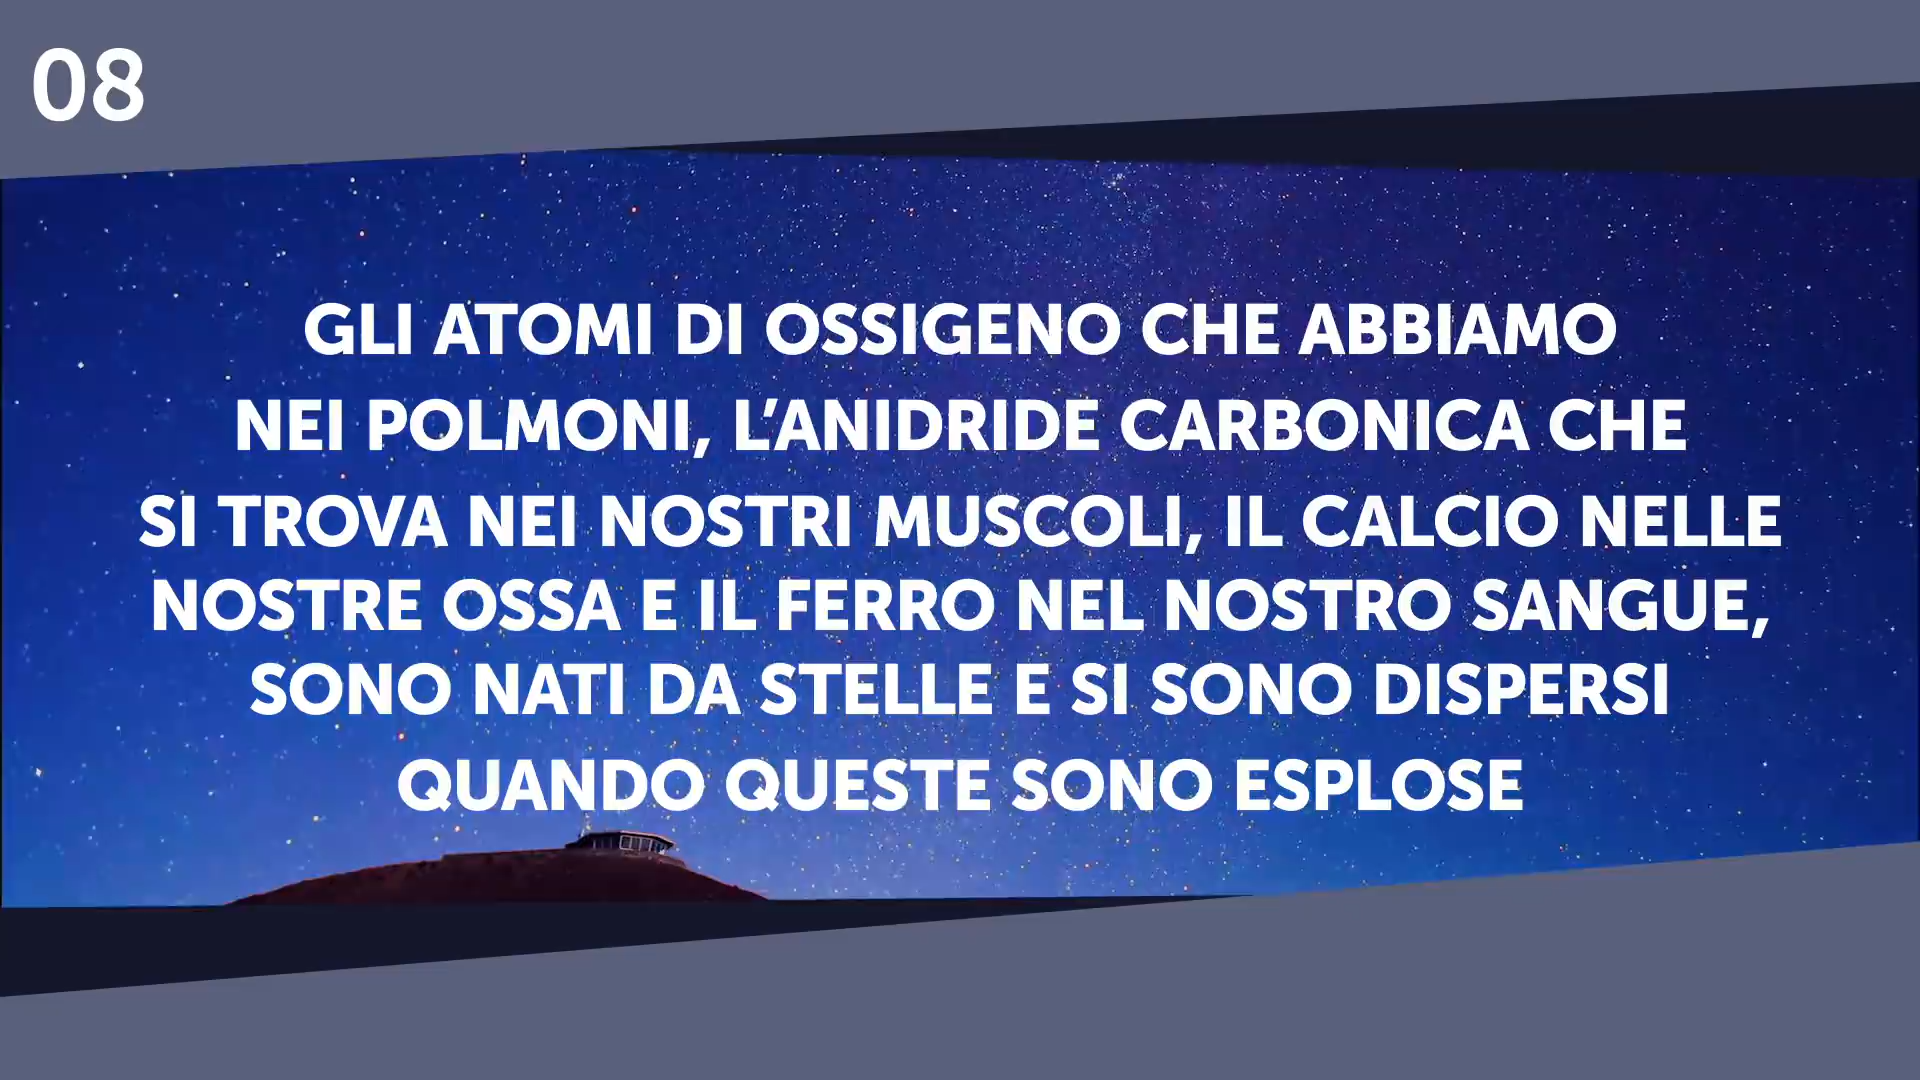 08
GLI ATOMI DI OSSIGENO CHE ABBIAMO
NEI POLMONI, L’ANIDRIDE CARBONICA CHE
SI TROVA NEI NOSTRI MUSCOLI, IL CALCIO NELLE
NOSTRE OSSA E IL FERRO NEL NOSTRO SANGUE,
SONO NATI DA STELLE E SI SONO DISPERSI
QUANDO QUESTE SONO ESPLOSE